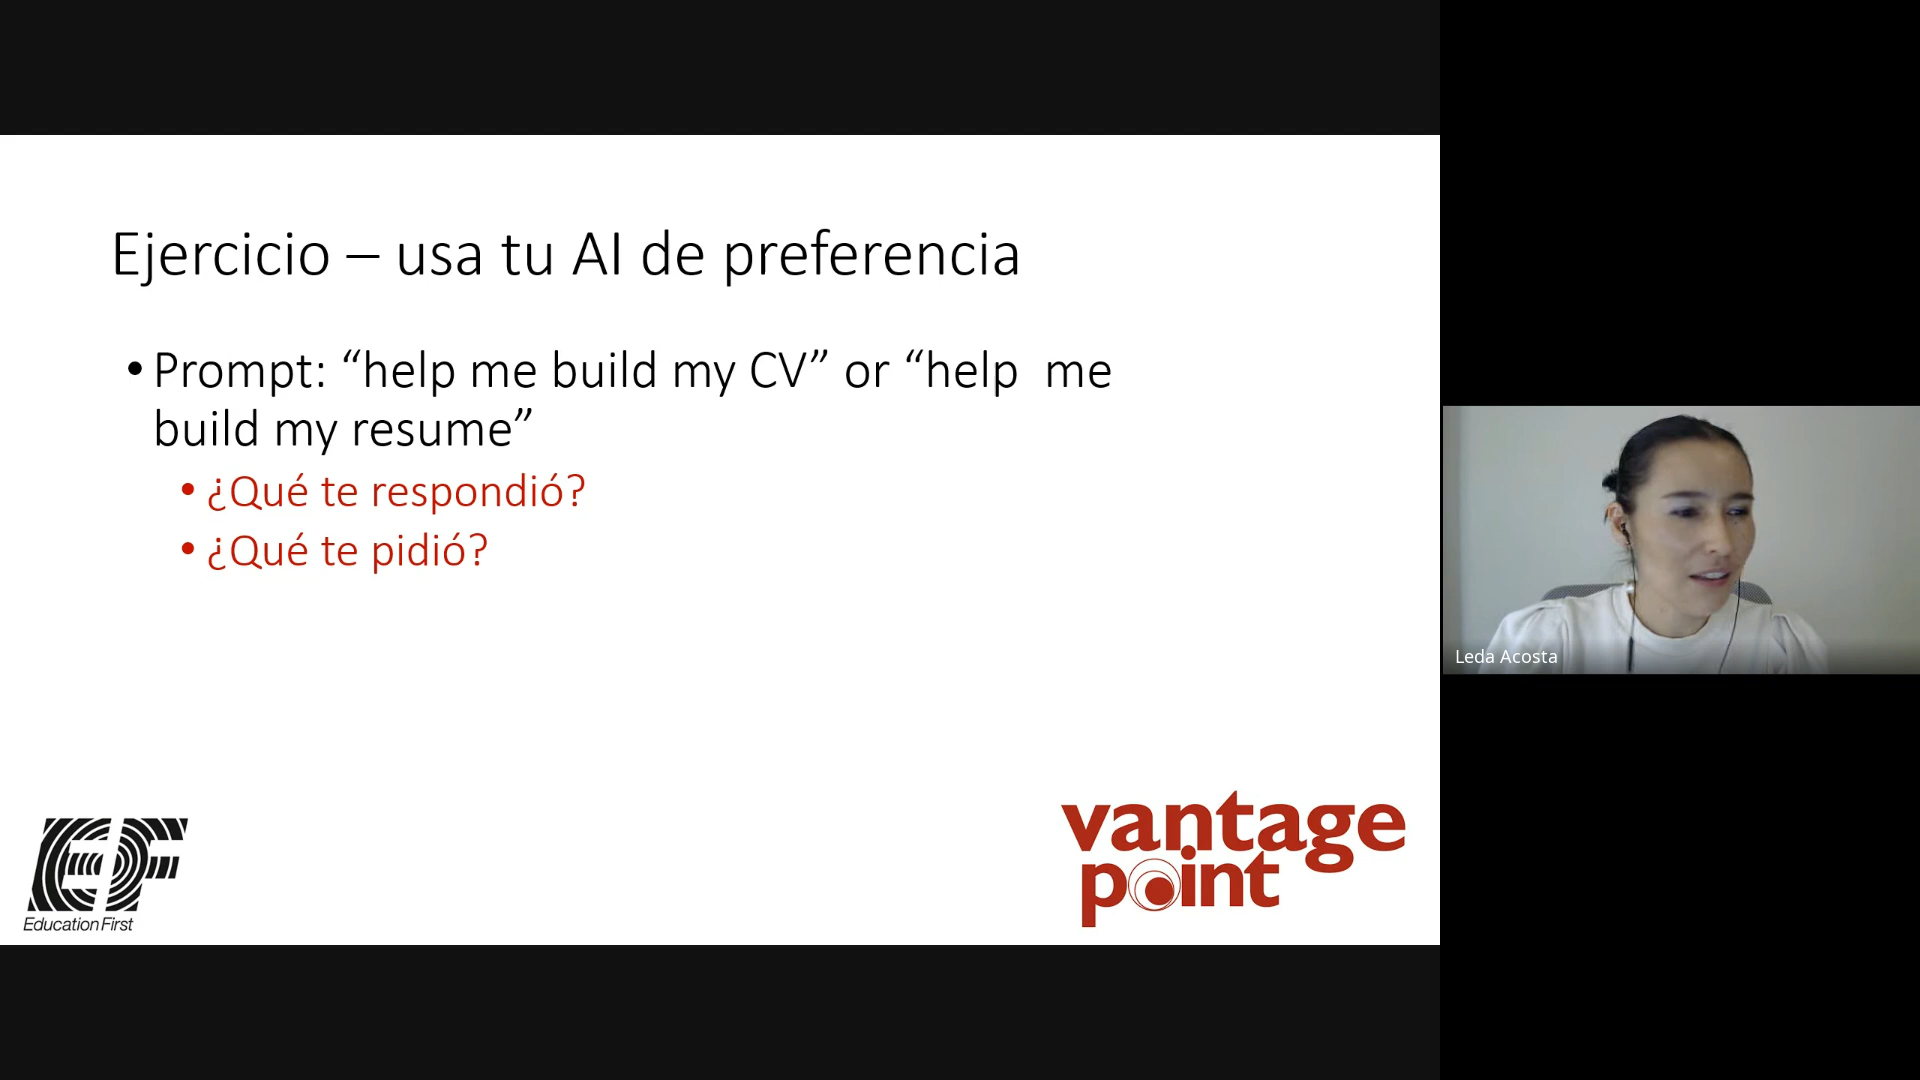 Ejercicio – usa tu AI de preferencia
• Prompt: “help me build my CV” or “help  me
build my resume”
• ¿Qué te respondió?
• ¿Qué te pidió?
Leda Acosta
EF
Education First
vantage
point